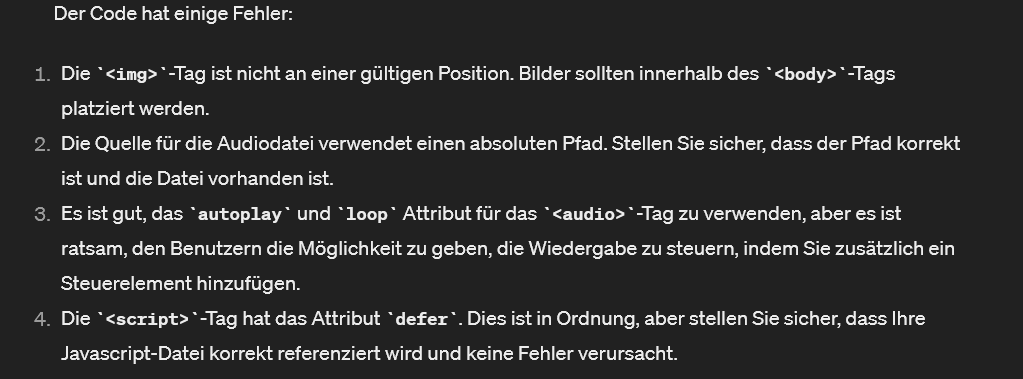 Der Code hat einige Fehler:
1. Die `<img>`-Tag ist nicht an einer gültigen Position. Bilder sollten innerhalb des `<body>`-Tags
platziert werden.
2. Die Quelle für die Audiodatei verwendet einen absoluten Pfad. Stellen Sie sicher, dass der Pfad korrekt
ist und die Datei vorhanden ist.
3. Es ist gut, das `autoplay` und `loop` Attribut für das `<audio>`-Tag zu verwenden, aber es ist
ratsam, den Benutzern die Möglichkeit zu geben, die Wiedergabe zu steuern, indem Sie zusätzlich ein
Steuerelement hinzufügen.
4. Die `<script>`-Tag hat das Attribut `defer`. Dies ist in Ordnung, aber stellen Sie sicher, dass Ihre
Javascript-Datei korrekt referenziert wird und keine Fehler verursacht.